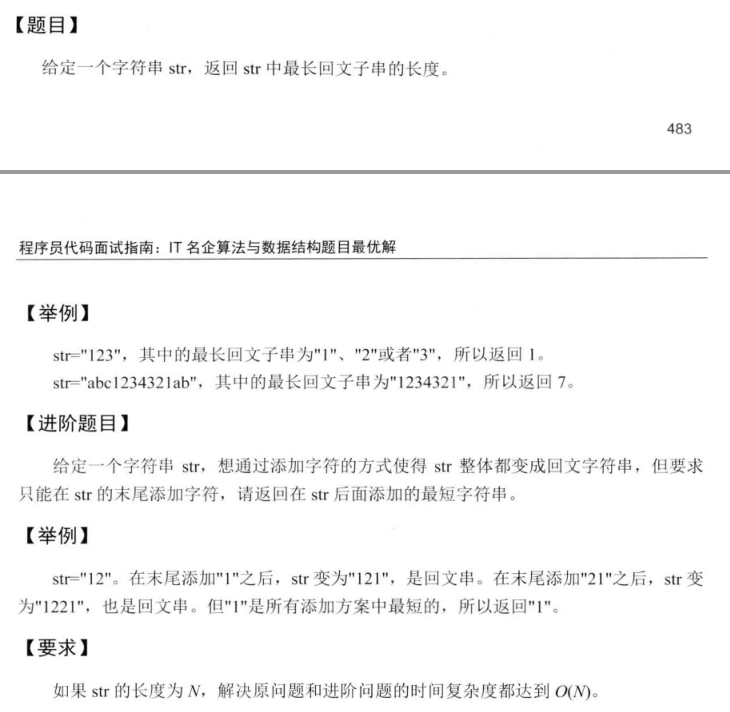 【题目】
给定一个字符串 str，返回 str 中最长回文子串的长度。
483
程序员代码面试指南：IT 名企算法与数据结构题目最优解
【举例】
str="123"，其中的最长回文子串为"1"、"2"或者"3"，所以返回 1。
str="abc1234321ab"，其中的最长回文子串为"1234321"，所以返回 7。
【进阶题目】
给定一个字符串 str，想通过添加字符的方式使得 str 整体都变成回文字符串，但要求
只能在 str 的末尾添加字符，请返回在 str 后面添加的最短字符串。
【举例】
str="12"。在末尾添加"1"之后，str 变为"121"，是回文串。在末尾添加"21"之后，str 变
为"1221"，也是回文串。但"1"是所有添加方案中最短的，所以返回"1"。
【要求】
如果 str 的长度为 N，解决原问题和进阶问题的时间复杂度都达到 O(N)。